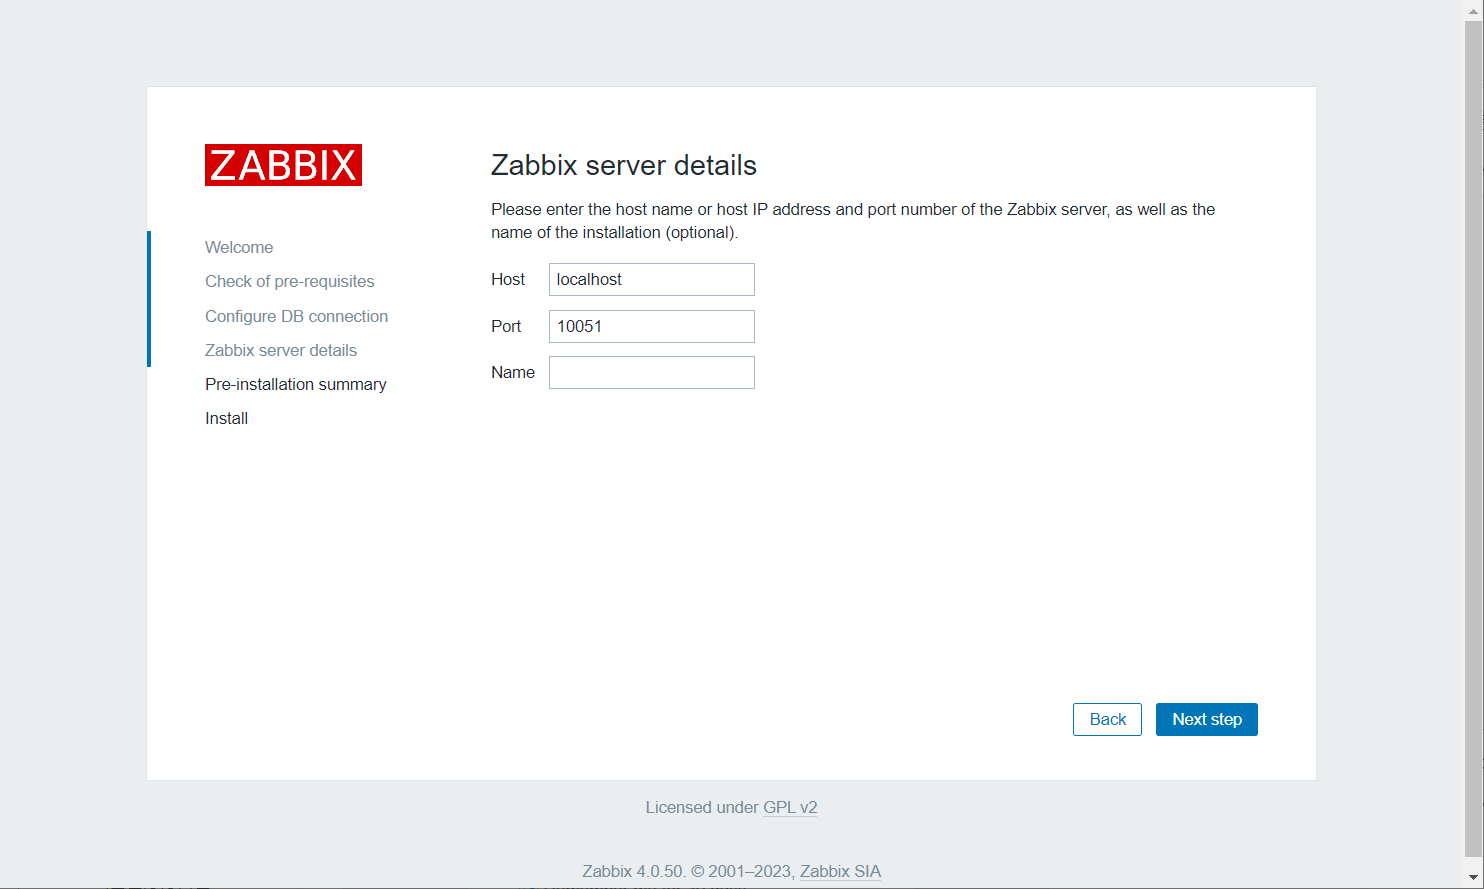 ZABBIX
Welcome
Check of pre-requisites
Configure DB connection
Zabbix server details
Pre-installation summary
Install
Zabbix server details
Please enter the host name or host IP address and port number of the Zabbix server, as well as the
name of the installation (optional).
Host localhost
Port 10051
Name
Back Next step
Licensed under GPL v2
Zabbix 4.0.50. © 2001–2023, Zabbix SIA